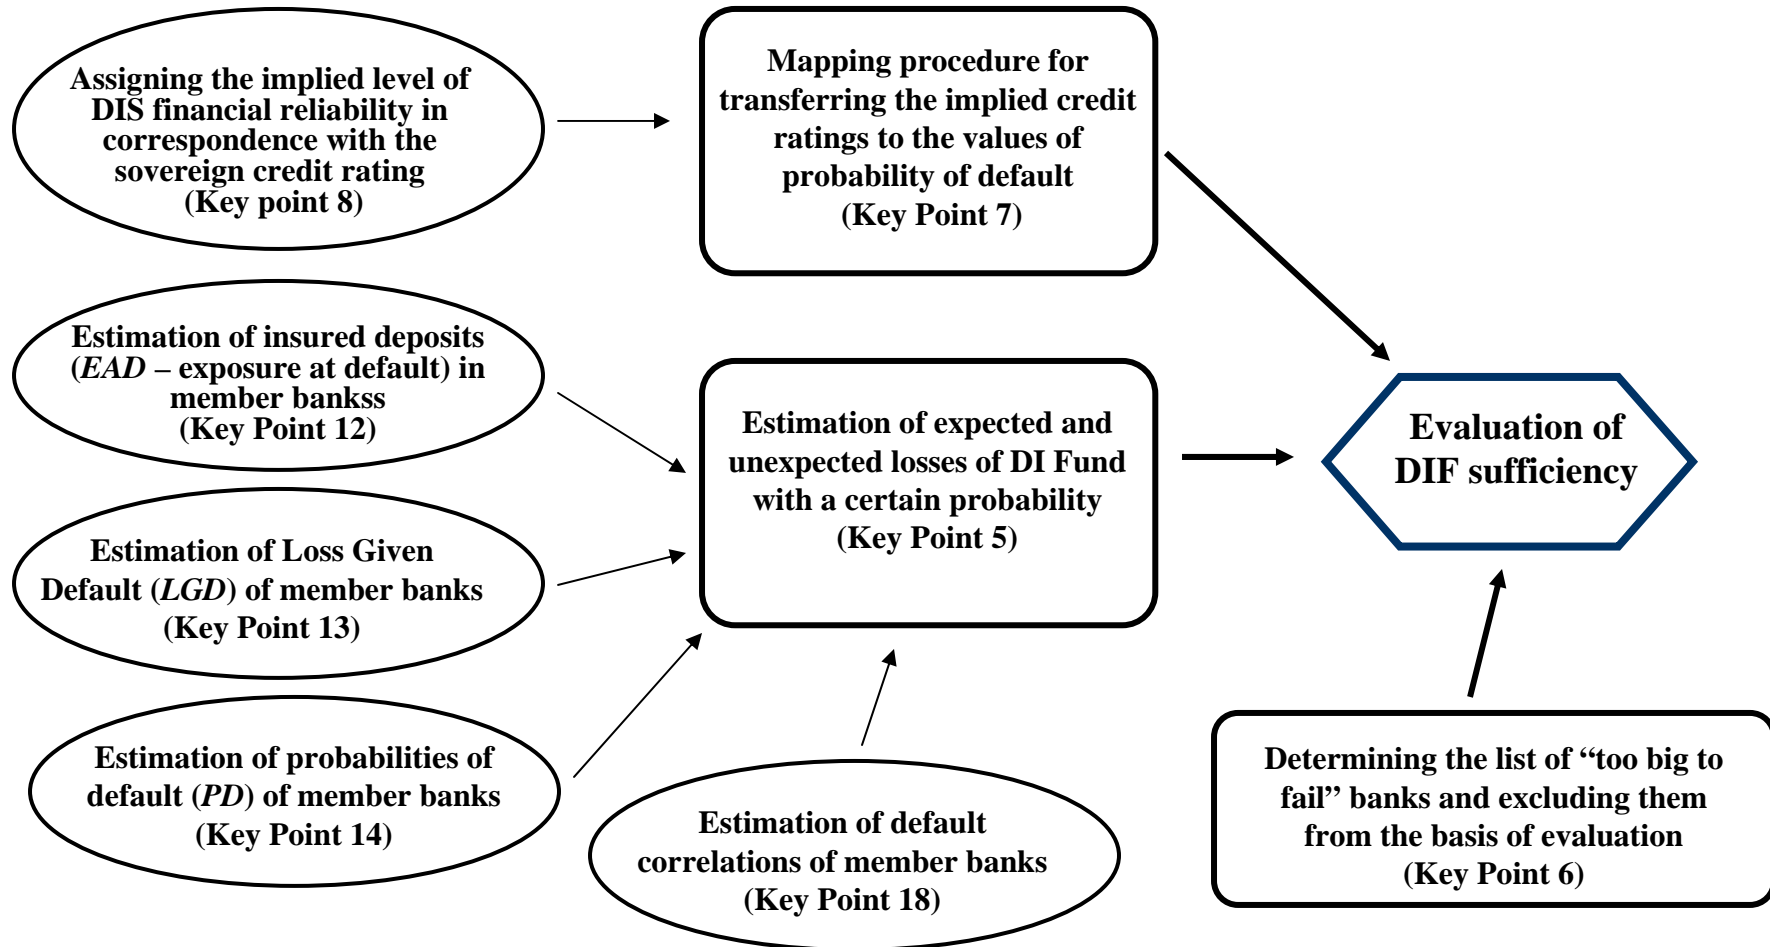 Assigning the implied level of
DIS financial reliability in
correspondence with the
sovereign credit rating
(Key point 8)
Mapping procedure for
transferring the implied credit
ratings to the values of
probability of default
(Key Point 7)
Estimation of insured deposits
(EAD – exposure at default) in
member bankss
(Key Point 12)
Estimation of expected and
unexpected losses of DI Fund
with a certain probability
(Key Point 5)
Evaluation of
DIF sufficiency
Estimation of Loss Given
Default (LGD) of member banks
(Key Point 13)
Estimation of probabilities of
default (PD) of member banks
(Key Point 14)
Estimation of default
correlations of member banks
(Key Point 18)
Determining the list of “too big to
fail” banks and excluding them
from the basis of evaluation
(Key Point 6)